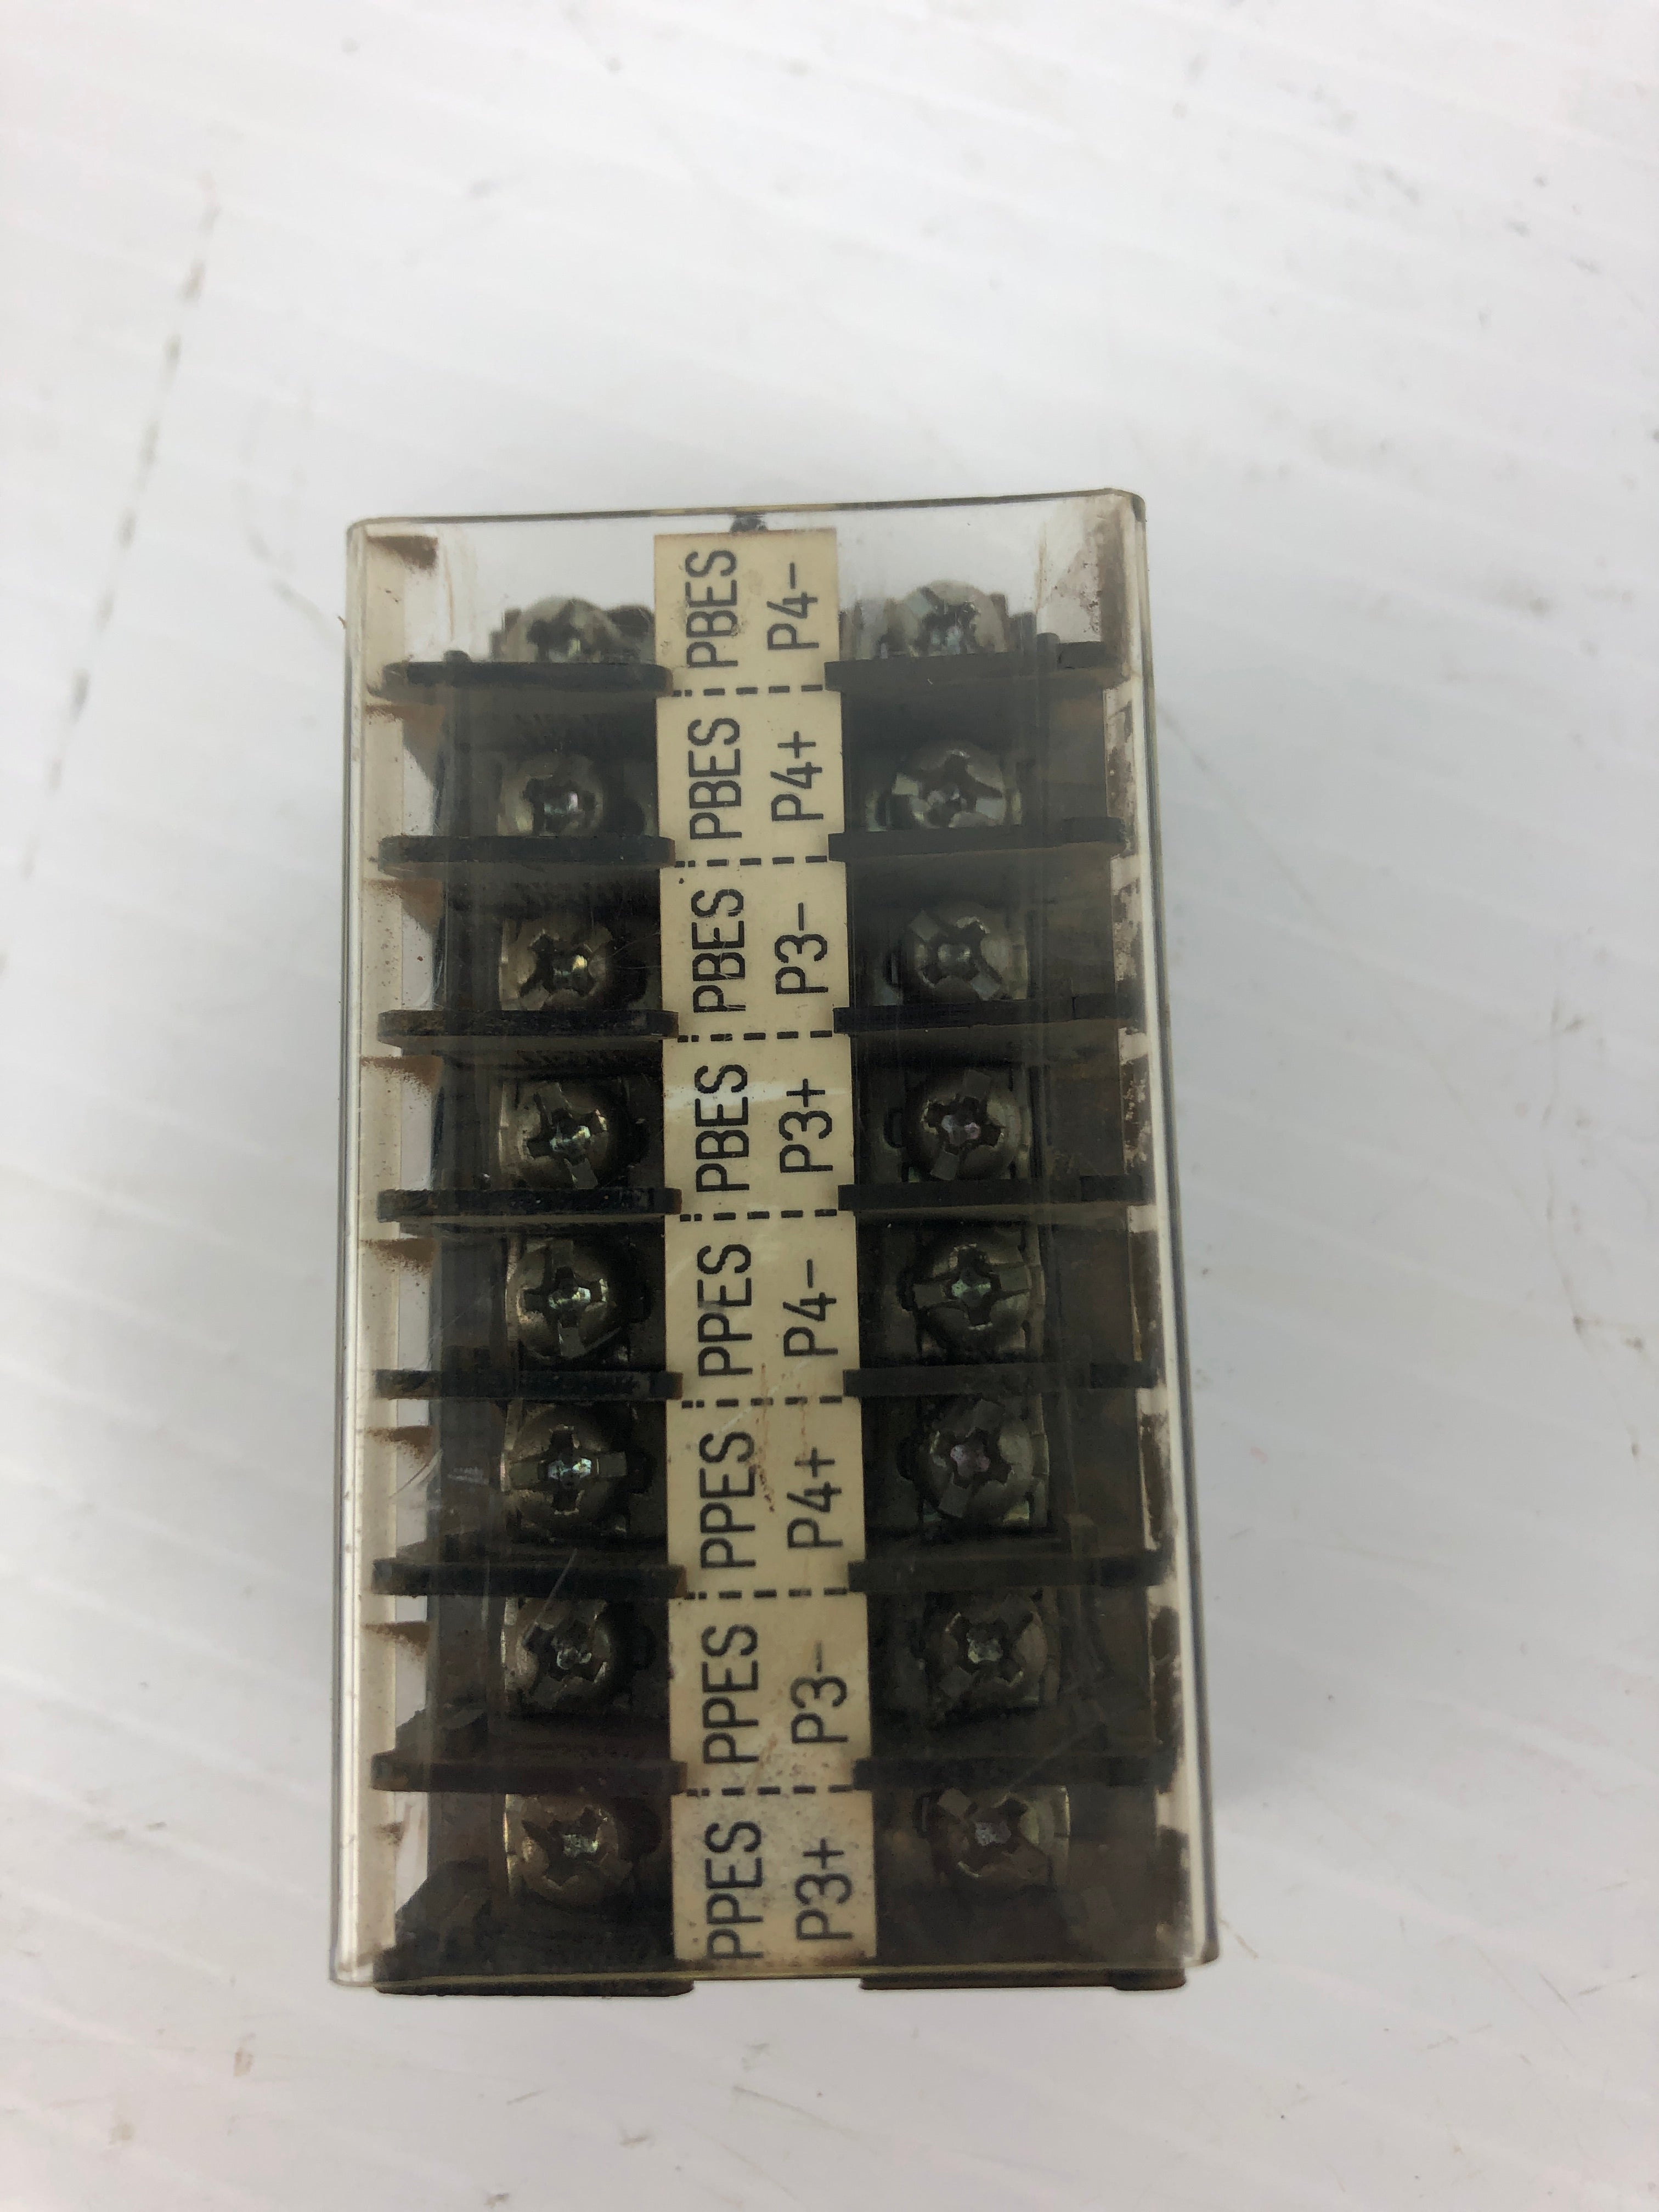 PBES
P4-
PBES
P4+
PBES
P3-
PBES
P3+
PPES
P4-
PPES
P4+
PPES
P3-
PPES
P3+